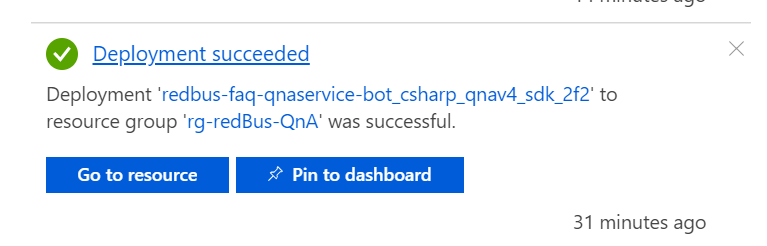 Deployment succeeded
Deployment 'redbus-faq-qnaservice-bot_csharp_qnav4_sdk_2f2' to
resource group 'rg-redBus-QnA' was successful.
Go to resource
Pin to dashboard
31 minutes ago